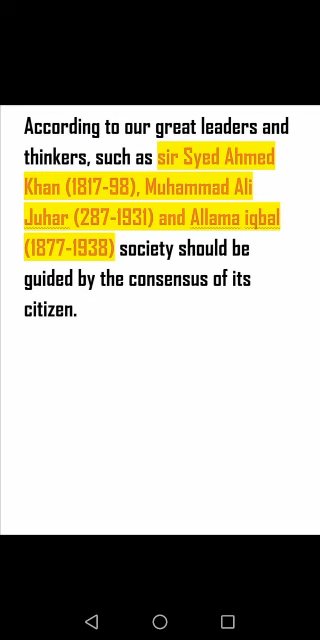 According to our great leaders and
thinkers, such as sir Syed Ahmed
Khan (1817-98), Muhammad Ali
Juhar (287-1931) and Allama iqbal
(1877-1938) society should be
guided by the consensus of its
citizen.